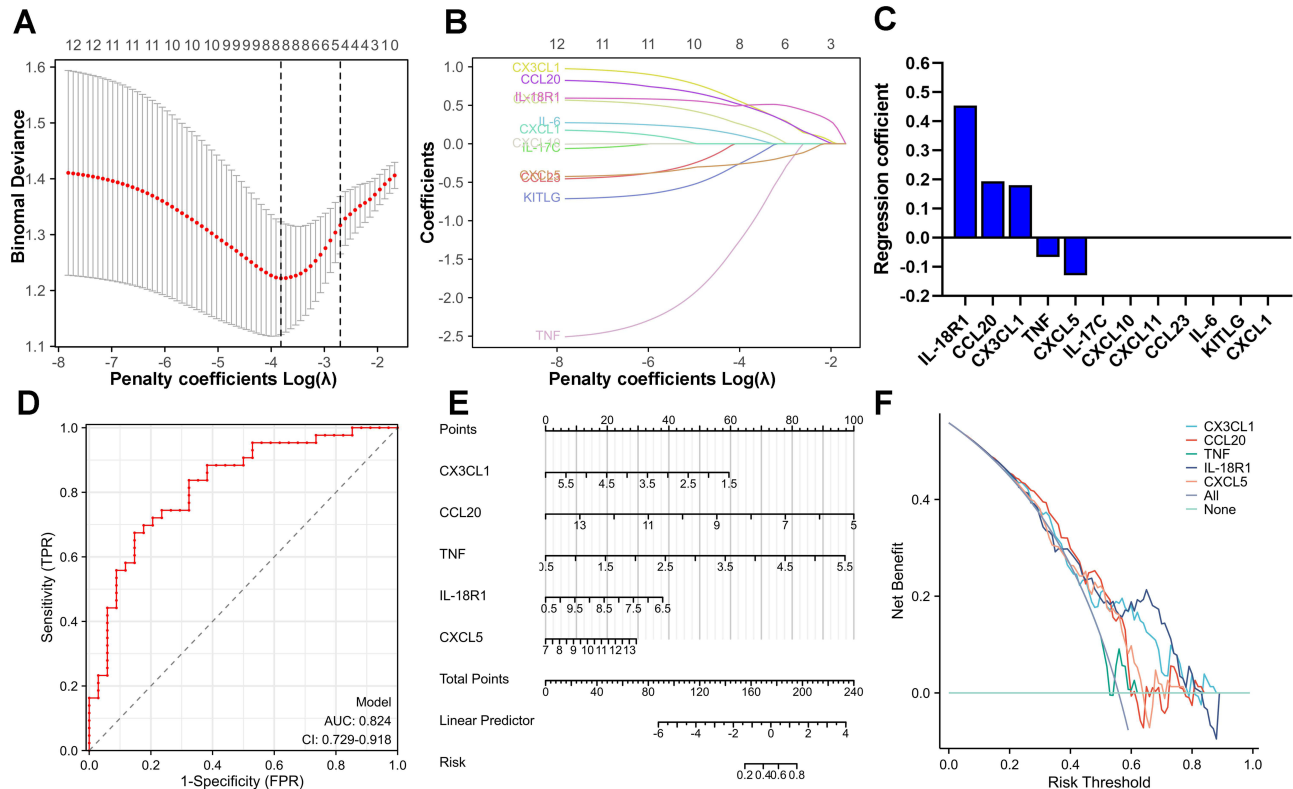 A
12 12 11 11 11 10 10 10 9 9 9 9 8 8 8 8 8 6 6 5 4 4 4 3 1 0
1.6
1.5
1.4
1.3
1.2
1.1
Binomal Deviance
-8 -7 -6 -5 -4 -3 -2
Penalty coefficients Log(λ)
B
12 11 11 10 8 6 3
1.0
0.5
0.0
-0.5
-1.0
-1.5
-2.0
-2.5
Coefficients
CX3CL1
CCL20
IL-18R1
IL-6
CXCL1
CXCL10
IL-17C
CXCL5
CCL23
KITLG
TNF
-8 -6 -4 -2
Penalty coefficients Log(λ)
C
0.6
0.5
0.4
0.3
0.2
0.1
0.0
-0.1
-0.2
Regression cofficient
IL-18R1
CCL20
CX3CL1
TNF
CXCL5
IL-17C
CXCL10
CXCL11
CCL23
IL-6
KITLG
CXCL1
D
1.0
0.8
0.6
0.4
0.2
0.0
Sensitivity (TPR)
Model
AUC: 0.824
CI: 0.729-0.918
0.0 0.2 0.4 0.6 0.8 1.0
1-Specificity (FPR)
E
0 20 40 60 80 100
Points
CX3CL1
5.5 4.5 3.5 2.5 1.5
CCL20
13 11 9 7 5
TNF
0.5 1.5 2.5 3.5 4.5 5.5
IL-18R1
0.5 9.5 8.5 7.5 6.5
CXCL5
7 8 9 10 11 12 13
Total Points
0 40 80 120 160 200 240
Linear Predictor
-6 -4 -2 0 2 4
Risk
0.2 0.4 0.6 0.8
F
CX3CL1
CCL20
TNF
IL-18R1
CXCL5
All
None
0.4
0.2
0.0
Net Benefit
0.0 0.2 0.4 0.6 0.8 1.0
Risk Threshold